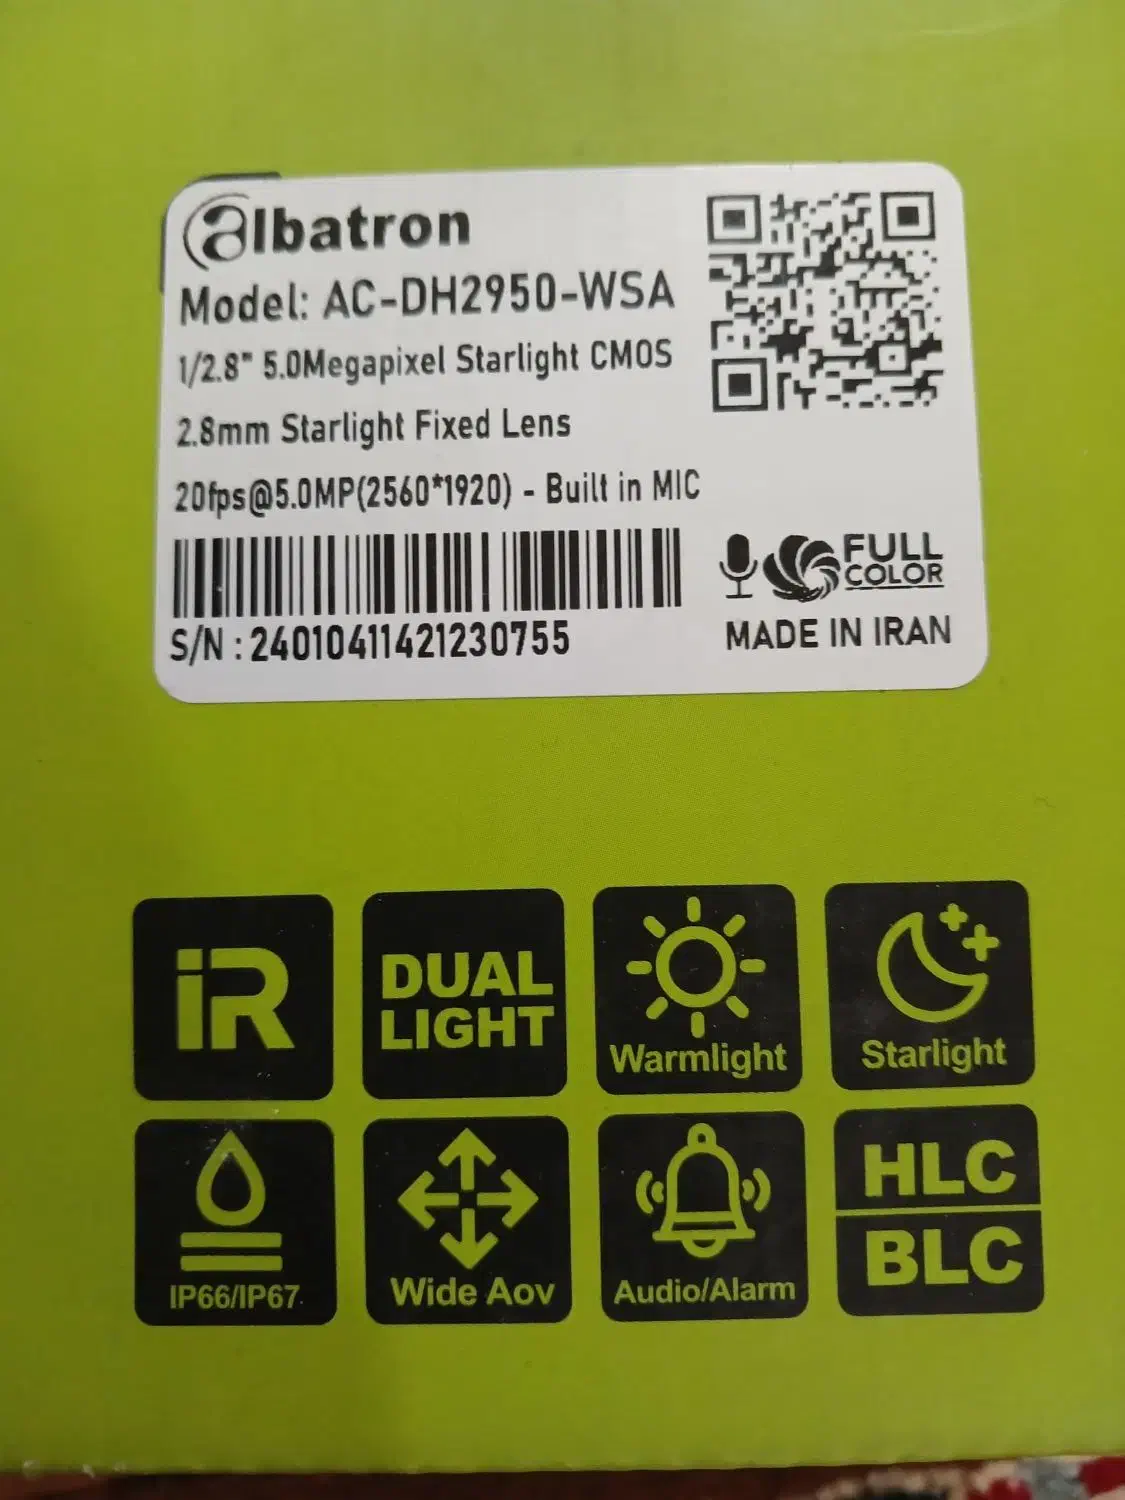 albatron
Model: AC-DH2950-WSA
1/2.8" 5.0Megapixel Starlight CMOS
2.8mm Starlight Fixed Lens
20fps@5.0MP(2560*1920) - Built in MIC
FULL
COLOR
S/N : 24010411421230755
MADE IN IRAN
iR
DUAL
LIGHT
Warmlight
Starlight
IP66/IP67
Wide Aov
Audio/Alarm
HLC
BLC